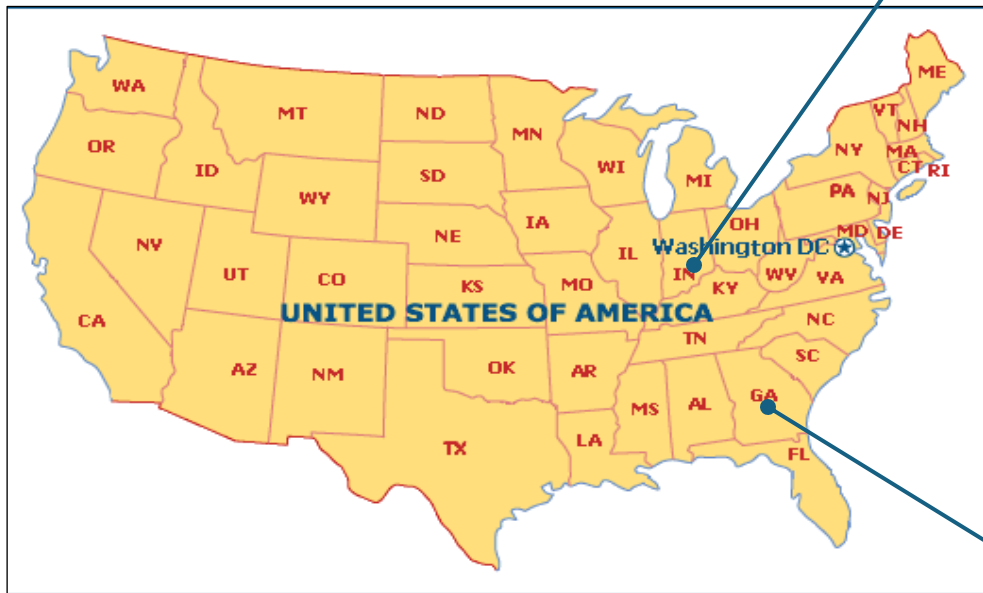 ME
WA
VT
MT
ND
NH
MN
OR
NY
MA
CT
RI
WI
ID
SD
MI
PA
WY
NJ
IA
OH
MD
DE
NE
NV
Washington DC
IL
UT
IN
WV
CO
VA
MO
KS
KY
UNITED STATES OF AMERICA
CA
NC
TN
SC
AZ
OK
AR
NM
GA
AL
MS
LA
TX
FL